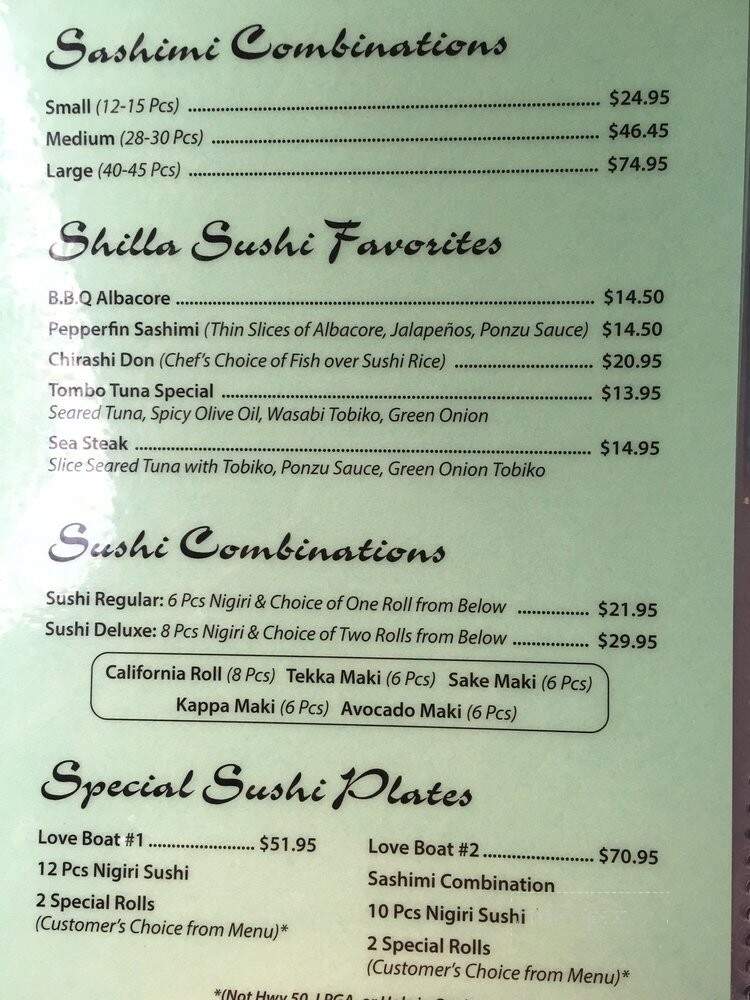 Sashimi Combinations
Small (12-15 Pcs) ........ $24.95
Medium (28-30 Pcs) ........ $46.45
Large (40-45 Pcs) ........ $74.95
Shilla Sushi Favorites
B.B.Q Albacore ........ $14.50
Pepperfin Sashimi (Thin Slices of Albacore, Jalapeños, Ponzu Sauce) $14.50
Chirashi Don (Chef's Choice of Fish over Sushi Rice) ........ $20.95
Tombo Tuna Special ........ $13.95
Seared Tuna, Spicy Olive Oil, Wasabi Tobiko, Green Onion
Sea Steak ........ $14.95
Slice Seared Tuna with Tobiko, Ponzu Sauce, Green Onion Tobiko
Sushi Combinations
Sushi Regular: 6 Pcs Nigiri & Choice of One Roll from Below ........ $21.95
Sushi Deluxe: 8 Pcs Nigiri & Choice of Two Rolls from Below ........ $29.95
California Roll (8 Pcs) Tekka Maki (6 Pcs) Sake Maki (6 Pcs)
Kappa Maki (6 Pcs) Avocado Maki (6 Pcs)
Special Sushi Plates
Love Boat #1 ........ $51.95
12 Pcs Nigiri Sushi
2 Special Rolls
(Customer's Choice from Menu)*
Love Boat #2 ........ $70.95
Sashimi Combination
10 Pcs Nigiri Sushi
2 Special Rolls
(Customer's Choice from Menu)*
*(Not Hwy 50, LPGA, or